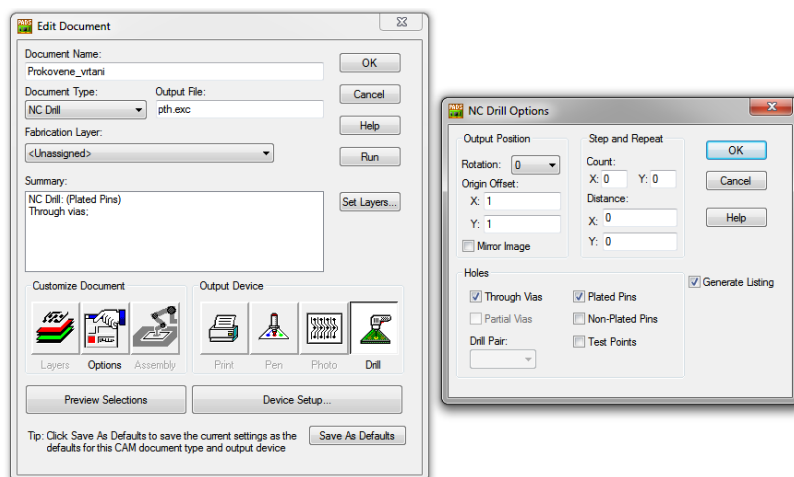 Edit Document
Document Name:
Prokovene_vrtani
OK
Document Type:
Output File:
Cancel
NC Drill
pth.exc
Help
Fabrication Layer:
<Unassigned>
Run
Summary:
NC Drill: (Plated Pins)
Through vias;
Set Layers...
Customize Document
Output Device
Layers
Options
Assembly
Print
Pen
Photo
Drill
Preview Selections
Device Setup...
Tip: Click Save As Defaults to save the current settings as the
defaults for this CAM document type and output device
Save As Defaults
NC Drill Options
Output Position
Rotation: 0
Origin Offset:
X: 1
Y: 1
Mirror Image
Step and Repeat
Count:
X: 0 Y: 0
Distance:
X: 0
Y: 0
OK
Cancel
Help
Holes
Through Vias
Plated Pins
Partial Vias
Non-Plated Pins
Drill Pair:
Test Points
Generate Listing